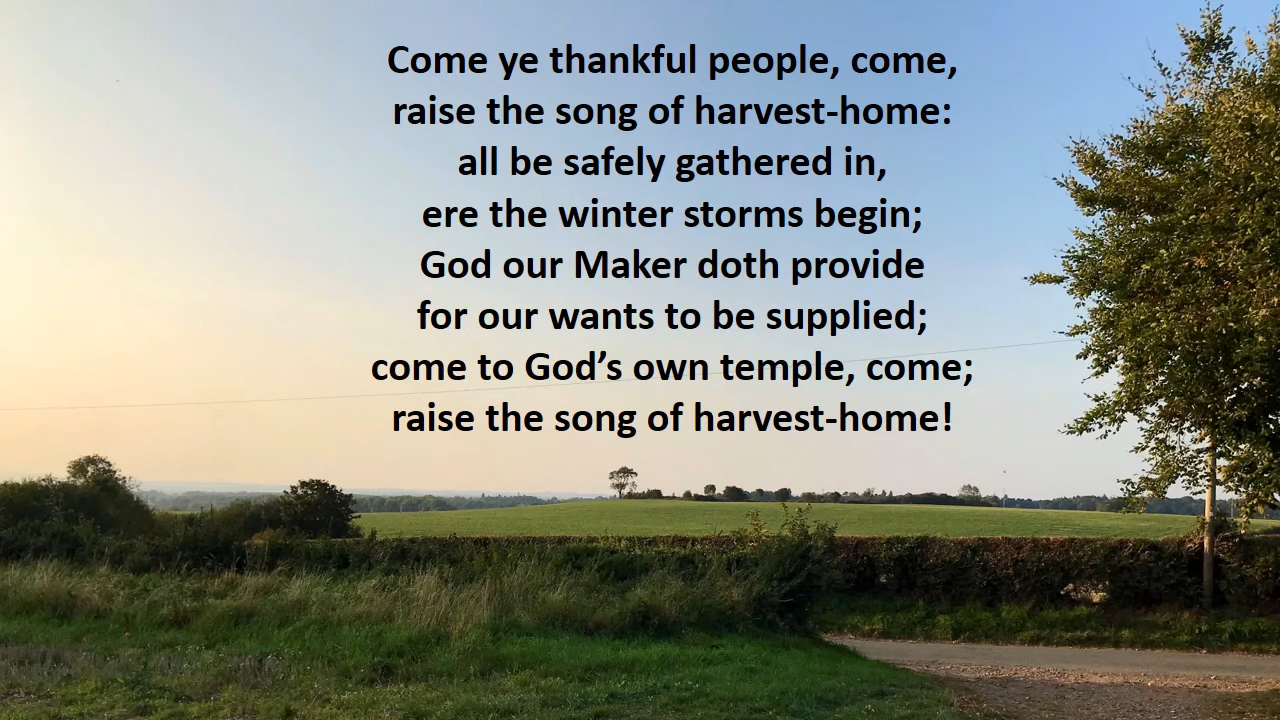 Come ye thankful people, come,
raise the song of harvest-home:
all be safely gathered in,
ere the winter storms begin;
God our Maker doth provide
for our wants to be supplied;
come to God’s own temple, come;
raise the song of harvest-home!